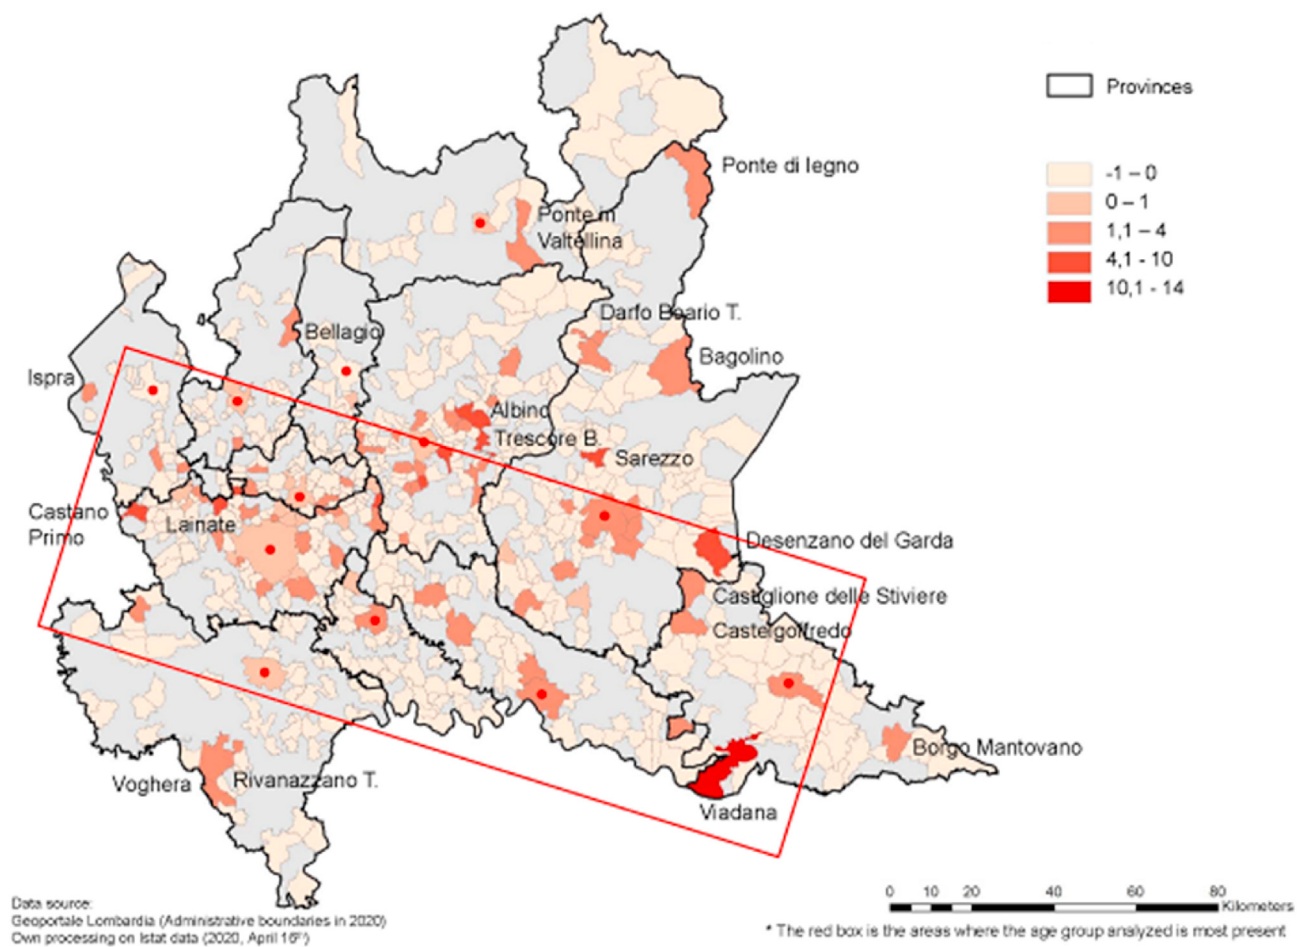 Provinces
Ponte di legno
-1 – 0
0 – 1
1,1 – 4
4,1 - 10
10,1 - 14
Ponte in
Valtellina
Darfo Boario T.
Bellagio
Bagolino
Ispra
Albino
Trescore B.
Sarezzo
Castano
Primo
Lainate
Desenzano del Garda
Castiglione delle Stiviere
Castelgoffredo
Borgo Mantovano
Voghera
Rivanazzano T.
Viadana
Data source:
Geoportale Lombardia (Administrative boundaries in 2020)
Own processing on Istat data (2020, April 16th)
0 10 20 40 60 80
Kilometers
* The red box is the areas where the age group analyzed is most present